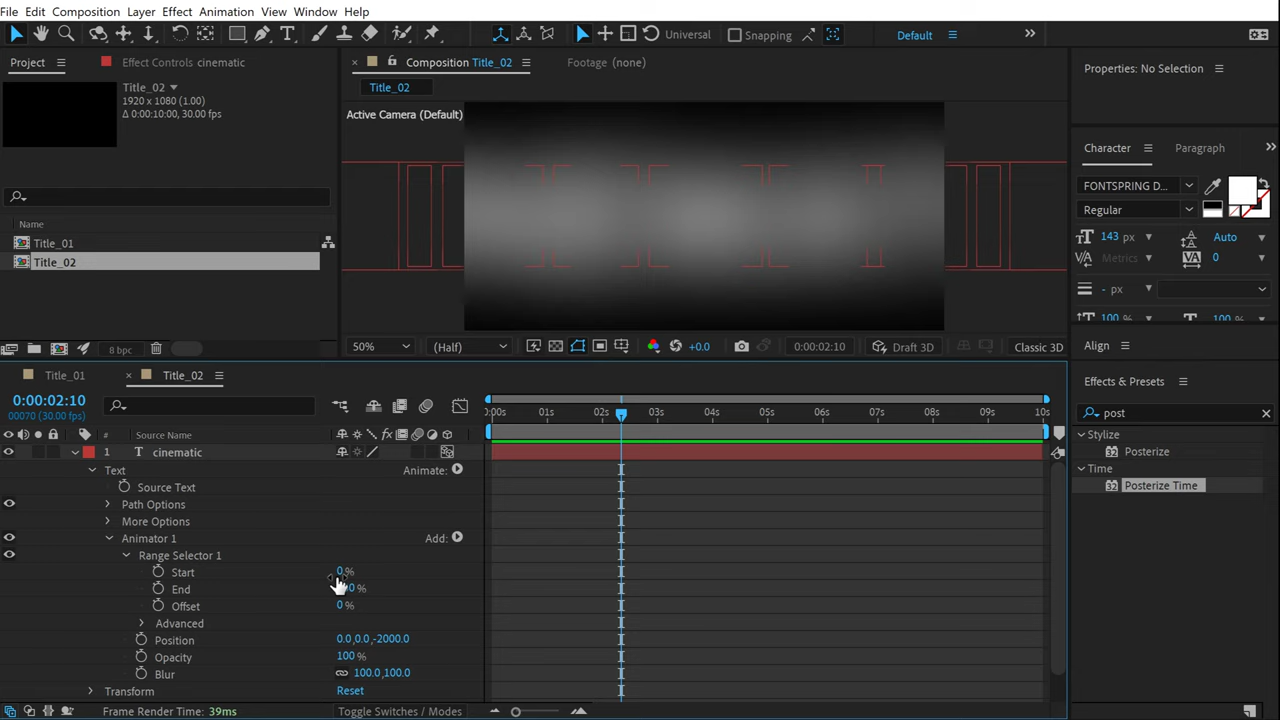 File Edit Composition Layer Effect Animation View Window Help
Universal
Snapping
Default
Project
Effect Controls cinematic
Composition Title_02
Footage (none)
Properties: No Selection
Title_02
1920 x 1080 (1.00)
Δ 0:00:10:00, 30.00 fps
Title_02
Active Camera (Default)
Character
Paragraph
FONTSPRING D...
Regular
143 px
Auto
Metrics
0
- px
100 %
100 %
Name
Title_01
Title_02
8 bpc
50%
(Half)
+0.0
0:00:02:10
Draft 3D
Classic 3D
Align
Effects & Presets
post
Stylize
Posterize
Time
Posterize Time
Title_01
Title_02
0:00:02:10
00070 (30.00 fps)
0:00s 01s 02s 03s 04s 05s 06s 07s 08s 09s 10s
# Source Name
1 T cinematic
Text
Animate:
Source Text
Path Options
More Options
Animator 1
Add:
Range Selector 1
Start
0 %
End
Offset
0 %
Advanced
Position
0.0,0.0,-2000.0
Opacity
100 %
Blur
100.0,100.0
Transform
Reset
Frame Render Time: 39ms
Toggle Switches / Modes